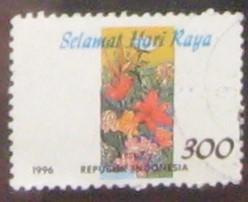 Selamat Hari Raya
300
1996 REPUBLIK INDONESIA